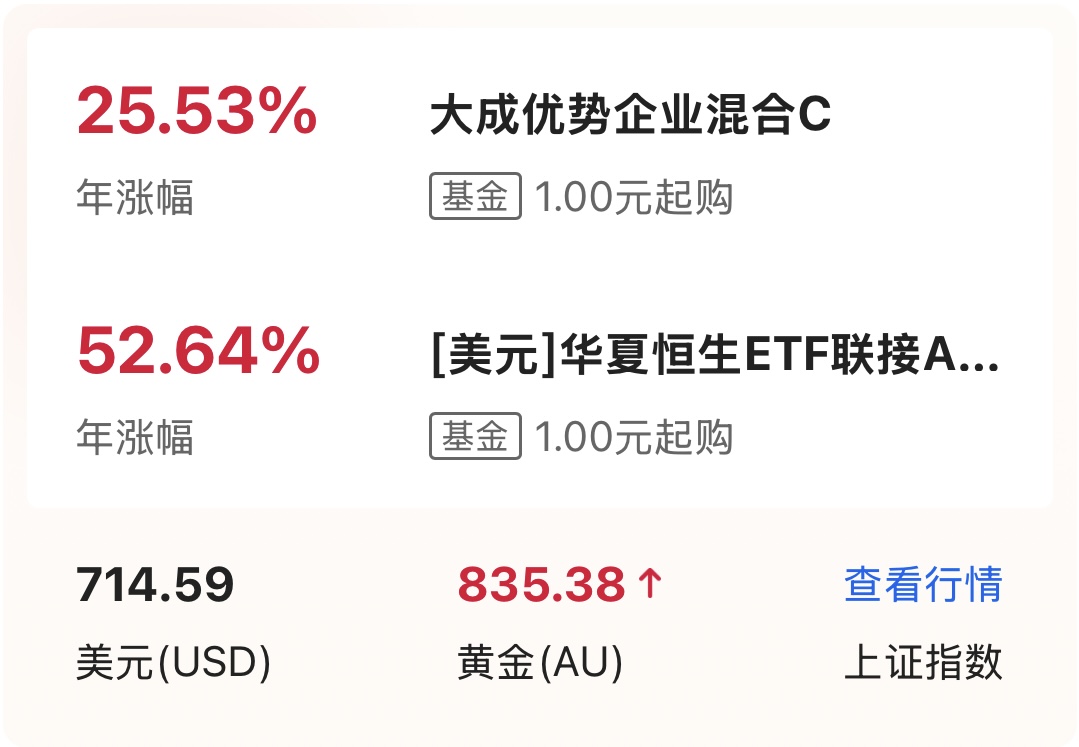 25.53% 大成优势企业混合C
年涨幅 基金 1.00元起购
52.64% [美元]华夏恒生ETF联接A...
年涨幅 基金 1.00元起购
714.59 835.38↑ 查看行情
美元(USD) 黄金(AU) 上证指数